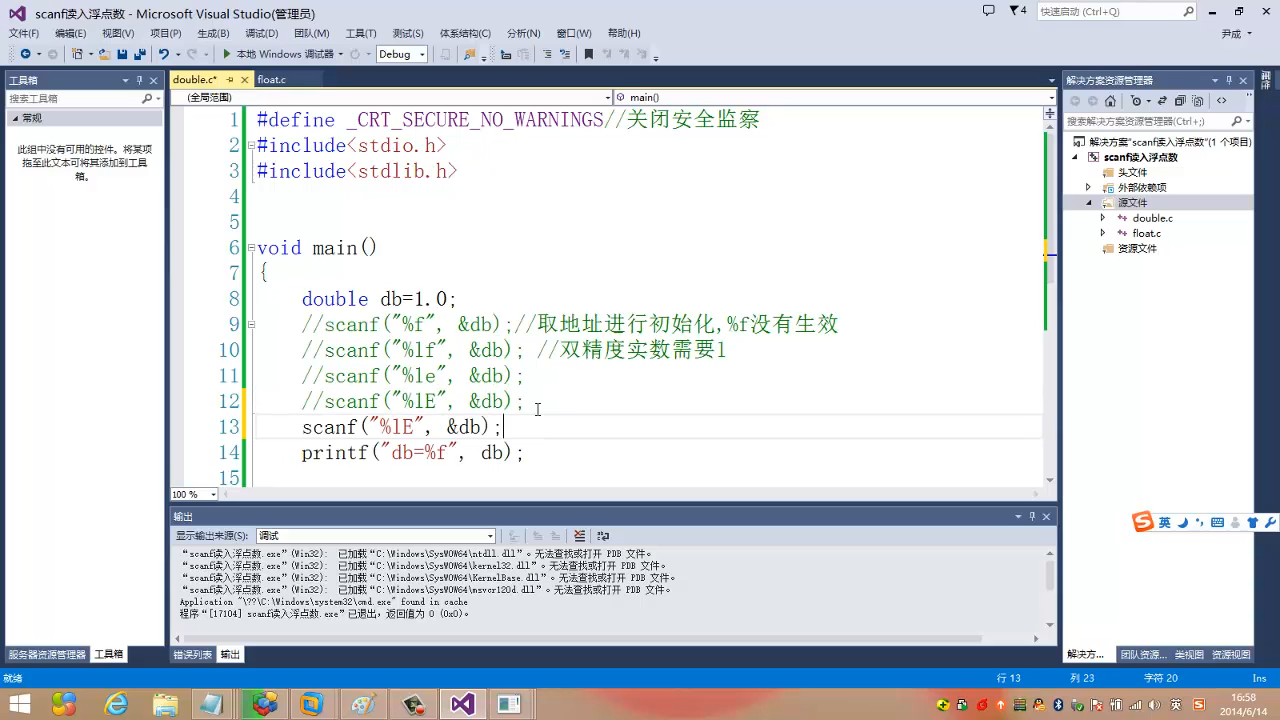 scanf读入浮点数 - Microsoft Visual Studio(管理员)
4
快速启动 (Ctrl+Q)
文件(F) 编辑(E) 视图(V) 项目(P) 生成(B) 调试(D) 团队(M) 工具(T) 测试(S) 体系结构(C) 分析(N) 窗口(W) 帮助(H)
尹成
本地 Windows 调试器 Debug
工具箱
搜索工具箱
常规
此组中没有可用的控件。将某项
拖至此文本可将其添加到工具
箱。
double.c* float.c
(全局范围) main()
1 #define _CRT_SECURE_NO_WARNINGS//关闭安全监察
2 #include<stdio.h>
3 #include<stdlib.h>
4
5
6 void main()
7 {
8 double db=1.0;
9 //scanf("%f", &db);//取地址进行初始化,%f没有生效
10 //scanf("%lf", &db); //双精度实数需要l
11 //scanf("%le", &db);
12 //scanf("%lE", &db);
13 scanf("%lE", &db);
14 printf("db=%f", db);
15
100 %
输出
显示输出来源(S): 调试
“scanf读入浮点数.exe”(Win32): 已加载“C:\Windows\SysWOW64\ntdll.dll”。无法查找或打开 PDB 文件。
“scanf读入浮点数.exe”(Win32): 已加载“C:\Windows\SysWOW64\kernel32.dll”。无法查找或打开 PDB 文件。
“scanf读入浮点数.exe”(Win32): 已加载“C:\Windows\SysWOW64\KernelBase.dll”。无法查找或打开 PDB 文件。
“scanf读入浮点数.exe”(Win32): 已加载“C:\Windows\SysWOW64\msvcr120d.dll”。无法查找或打开 PDB 文件。
Application "\??\C:\Windows\system32\cmd.exe" found in cache
程序“[17104] scanf读入浮点数.exe”已退出，返回值为 0 (0x0)。
服务器资源管理器 工具箱
错误列表 输出
解决方案资源管理器
搜索解决方案资源管理器(Ctrl+;)
解决方案"scanf读入浮点数"(1 个项目)
scanf读入浮点数
头文件
外部依赖项
源文件
double.c
float.c
资源文件
英
解决方... 团队资源... 类视图 资源视图
就绪 行 13 列 23 字符 20 Ins
英
16:58
2014/6/14